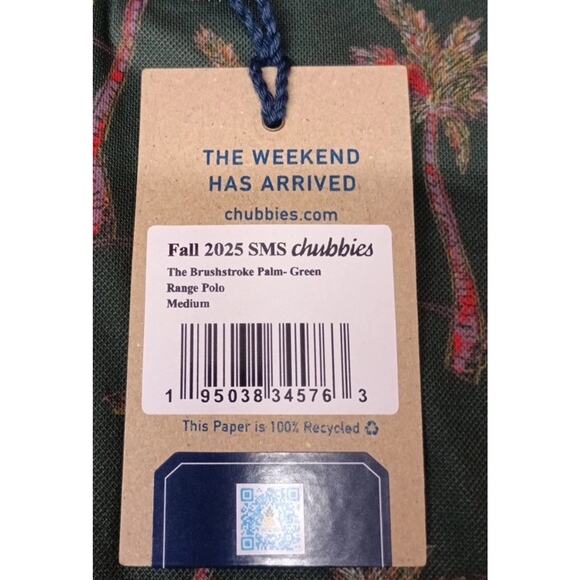 THE WEEKEND
HAS ARRIVED
chubbies.com
Fall 2025 SMS chubbies
The Brushstroke Palm- Green
Range Polo
Medium
1 95038 34576 3
This Paper is 100% Recycled